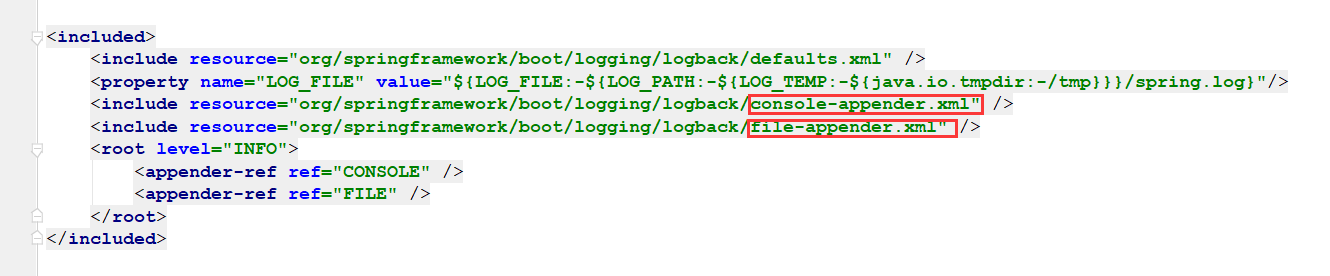 <included>
<include resource="org/springframework/boot/logging/logback/defaults.xml" />
<property name="LOG_FILE" value="${LOG_FILE:-${LOG_PATH:-${LOG_TEMP:-${java.io.tmpdir:-/tmp}}}/spring.log}"/>
<include resource="org/springframework/boot/logging/logback/console-appender.xml" />
<include resource="org/springframework/boot/logging/logback/file-appender.xml" />
<root level="INFO">
<appender-ref ref="CONSOLE" />
<appender-ref ref="FILE" />
</root>
</included>